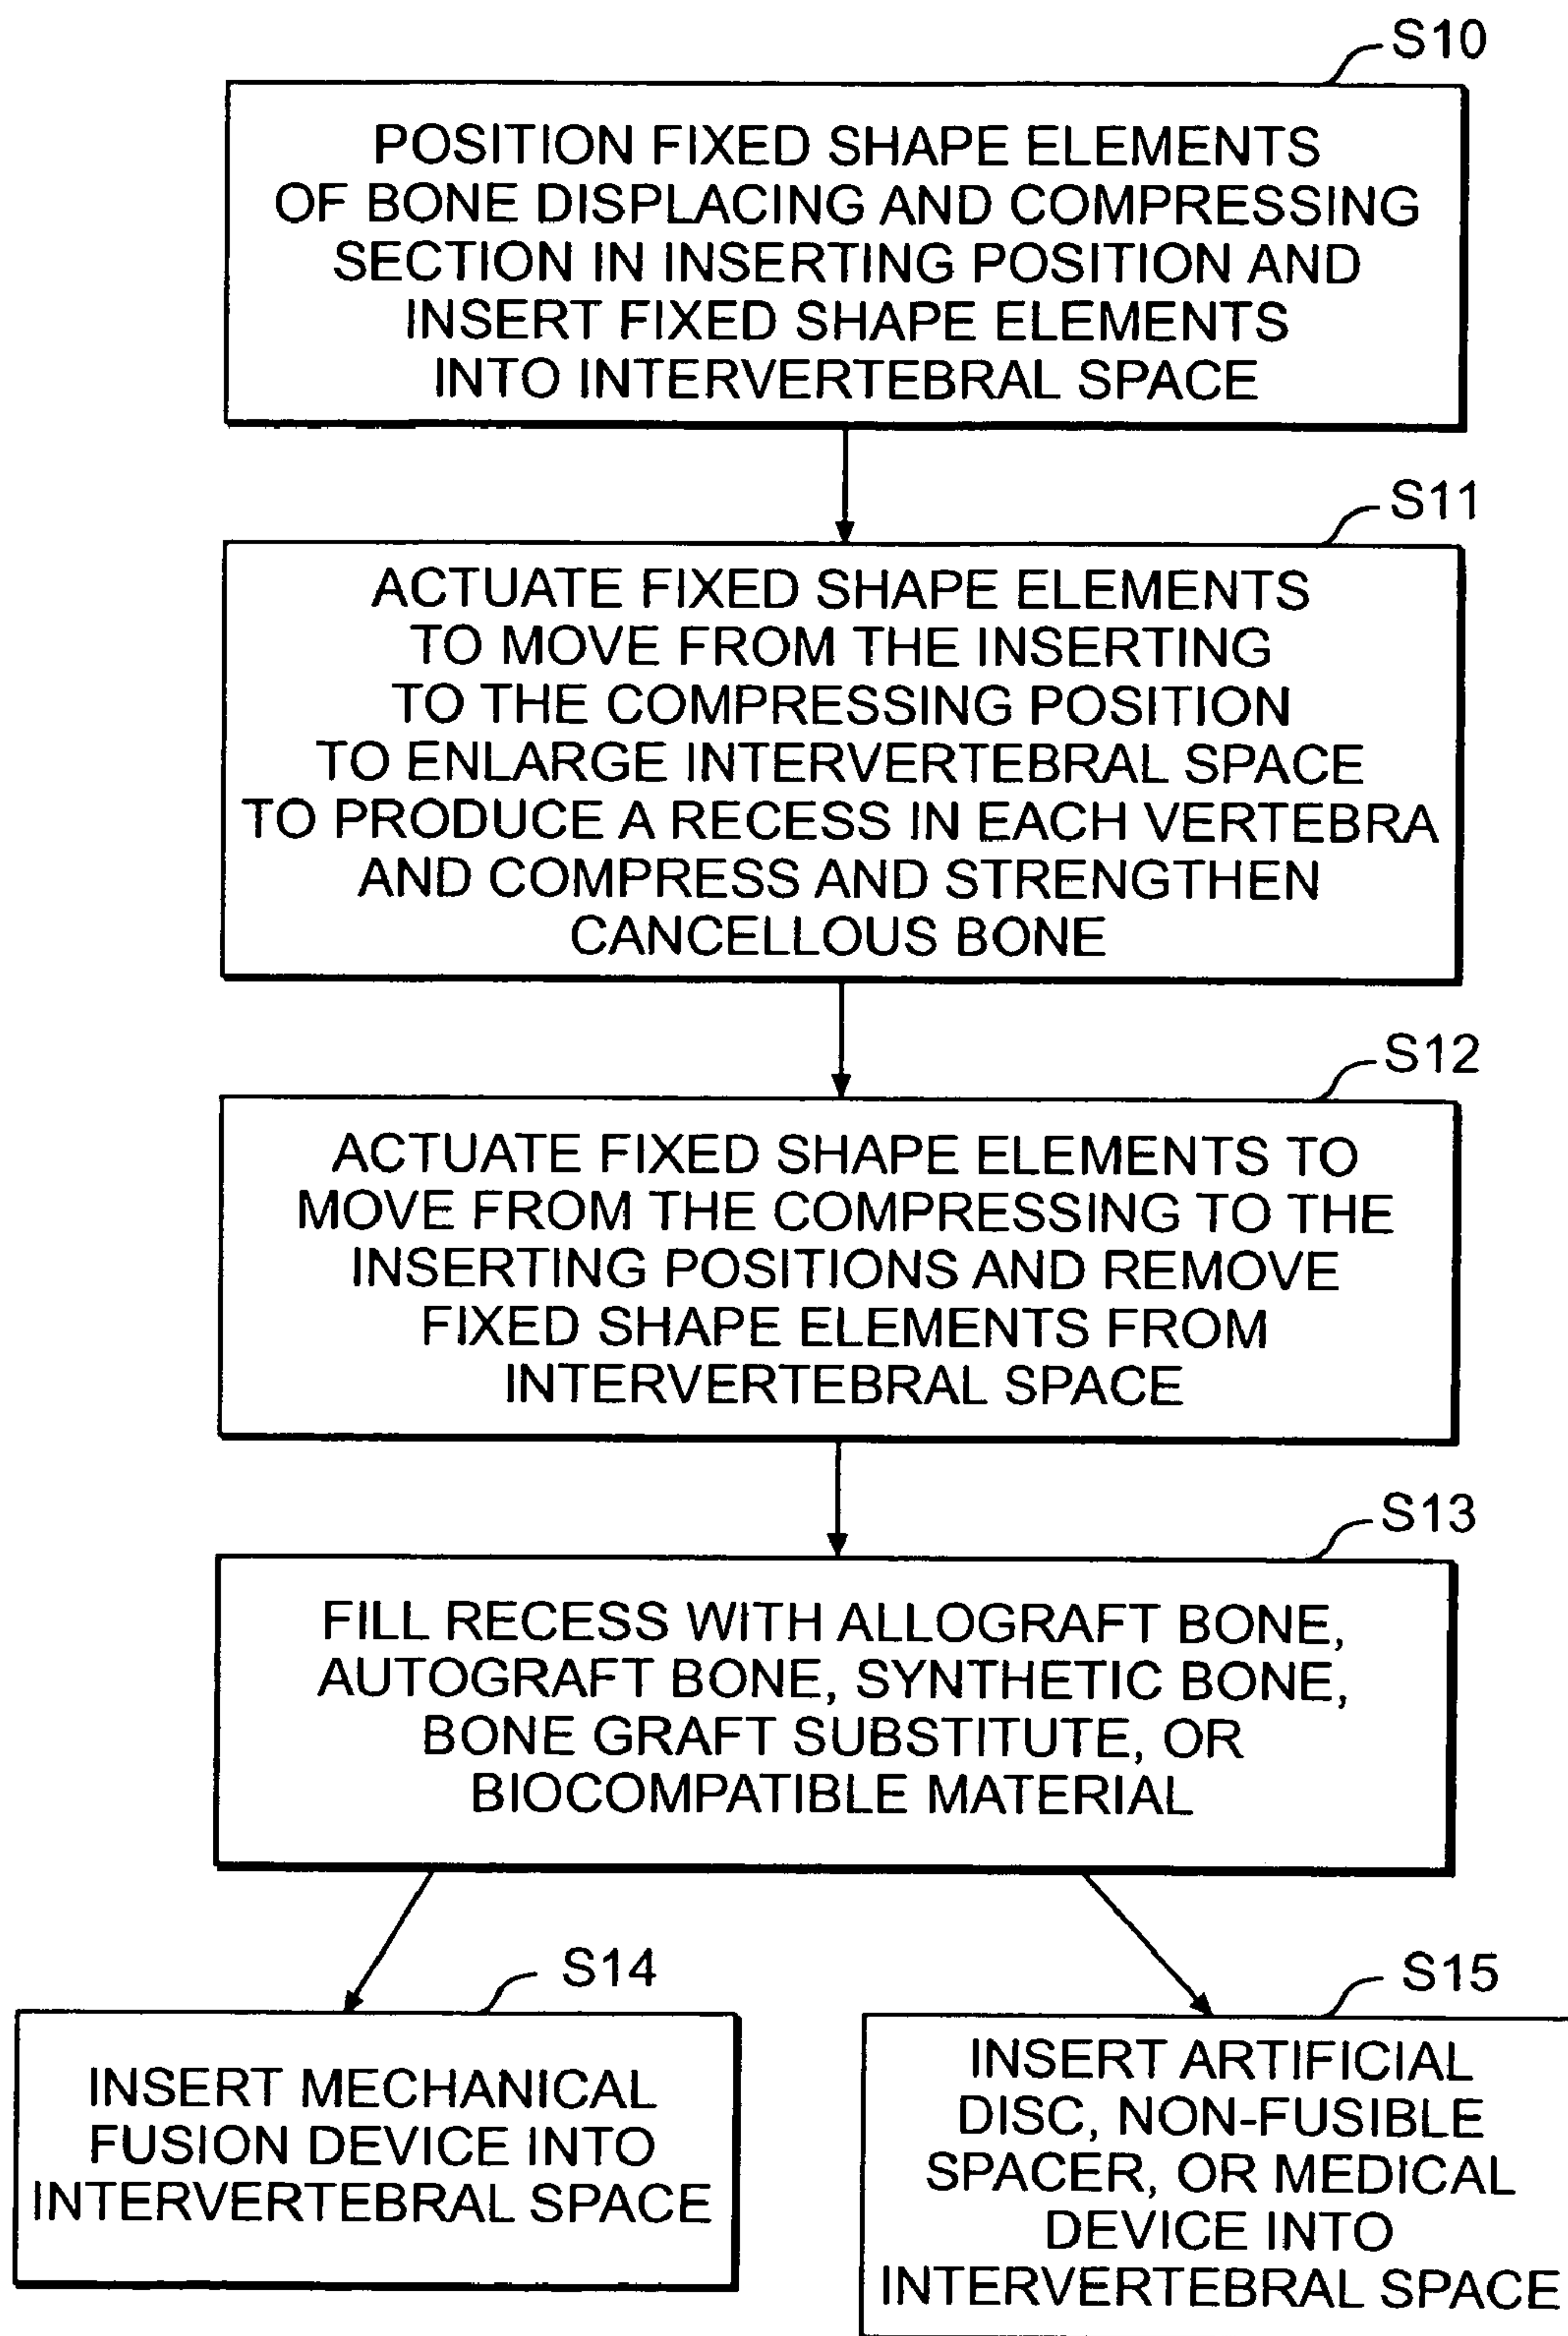 S10
POSITION FIXED SHAPE ELEMENTS
OF BONE DISPLACING AND COMPRESSING
SECTION IN INSERTING POSITION AND
INSERT FIXED SHAPE ELEMENTS
INTO INTERVERTEBRAL SPACE
S11
ACTUATE FIXED SHAPE ELEMENTS
TO MOVE FROM THE INSERTING
TO THE COMPRESSING POSITION
TO ENLARGE INTERVERTEBRAL SPACE
TO PRODUCE A RECESS IN EACH VERTEBRA
AND COMPRESS AND STRENGTHEN
CANCELLOUS BONE
S12
ACTUATE FIXED SHAPE ELEMENTS TO
MOVE FROM THE COMPRESSING TO THE
INSERTING POSITIONS AND REMOVE
FIXED SHAPE ELEMENTS FROM
INTERVERTEBRAL SPACE
S13
FILL RECESS WITH ALLOGRAFT BONE,
AUTOGRAFT BONE, SYNTHETIC BONE,
BONE GRAFT SUBSTITUTE, OR
BIOCOMPATIBLE MATERIAL
S14
INSERT MECHANICAL
FUSION DEVICE INTO
INTERVERTEBRAL SPACE
S15
INSERT ARTIFICIAL
DISC, NON-FUSIBLE
SPACER, OR MEDICAL
DEVICE INTO
INTERVERTEBRAL SPACE